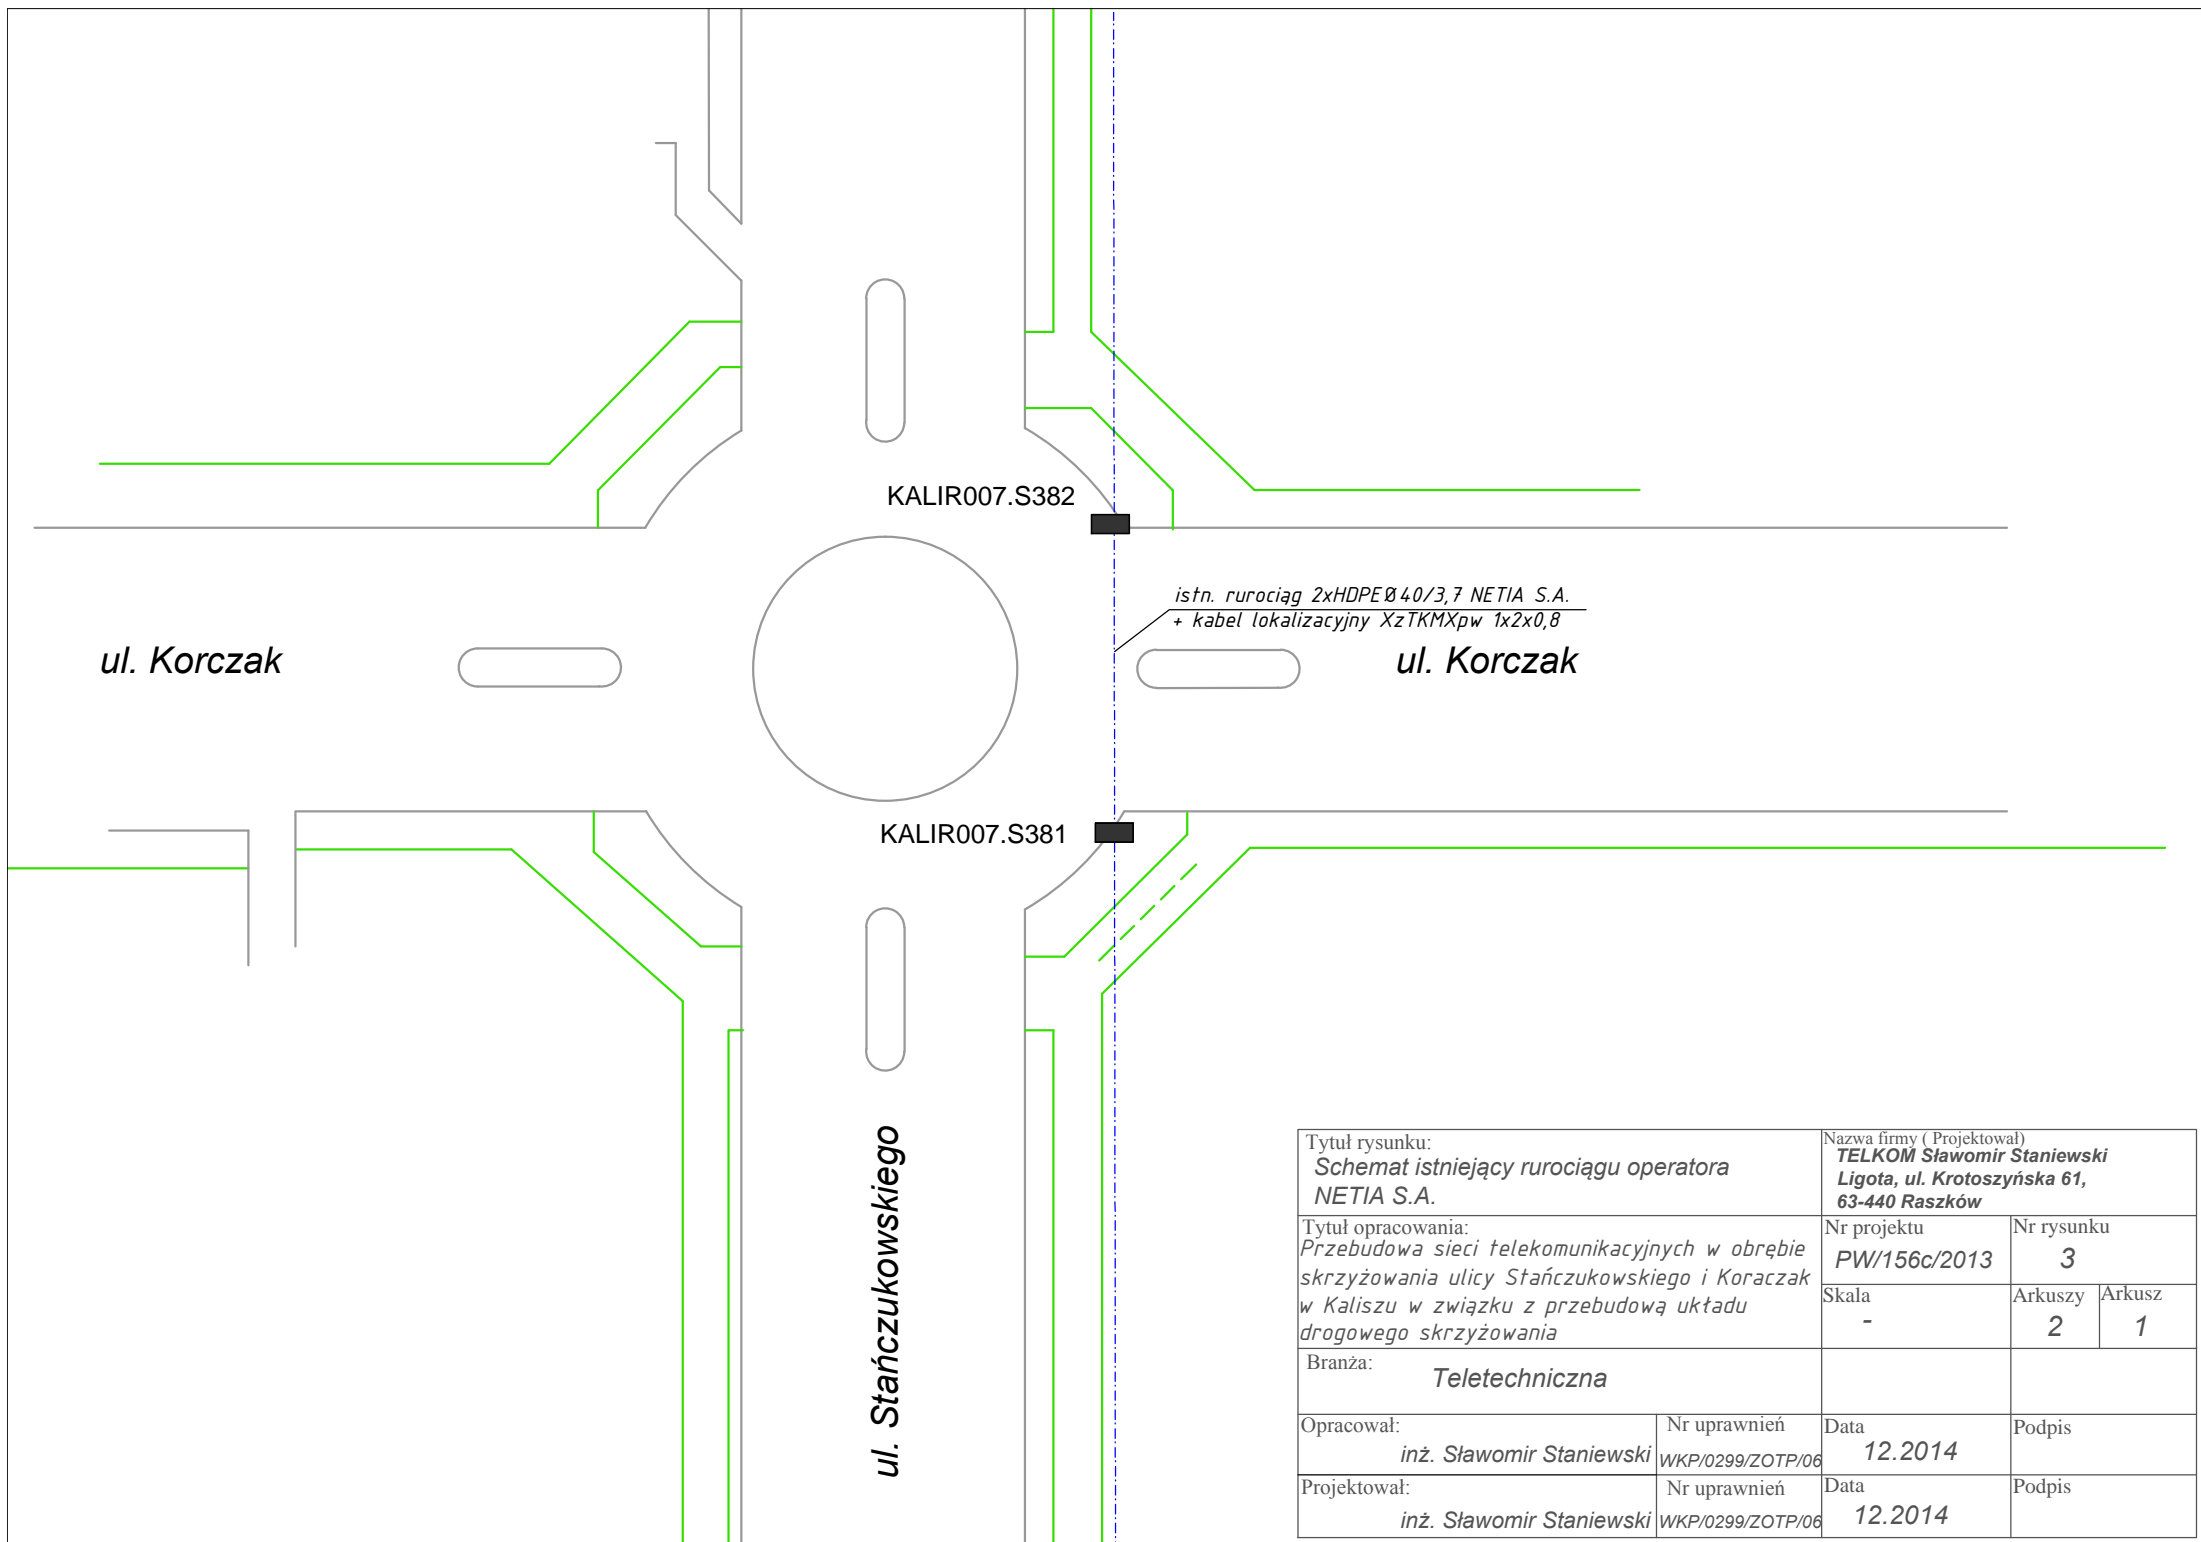 KALIR007.S382
istn. rurociąg 2xHDPEØ40/3,7 NETIA S.A.
+ kabel lokalizacyjny XzTKMXpw 1x2x0,8
ul. Korczak
ul. Korczak
KALIR007.S381
ul. Stańczukowskiego
Tytuł rysunku:
Schemat istniejący rurociągu operatora
NETIA S.A.
Nazwa firmy ( Projektował)
TELKOM Sławomir Staniewski
Ligota, ul. Krotoszyńska 61,
63-440 Raszków
Tytuł opracowania:
Przebudowa sieci telekomunikacyjnych w obrębie
skrzyżowania ulicy Stańczukowskiego i Koraczak
w Kaliszu w związku z przebudową układu
drogowego skrzyżowania
Nr projektu
PW/156c/2013
Nr rysunku
3
Skala
-
Arkuszy
2
Arkusz
1
Branża:
Teletechniczna
Opracował:
inż. Sławomir Staniewski
Nr uprawnień
WKP/0299/ZOTP/06
Data
12.2014
Podpis
Projektował:
inż. Sławomir Staniewski
Nr uprawnień
WKP/0299/ZOTP/06
Data
12.2014
Podpis